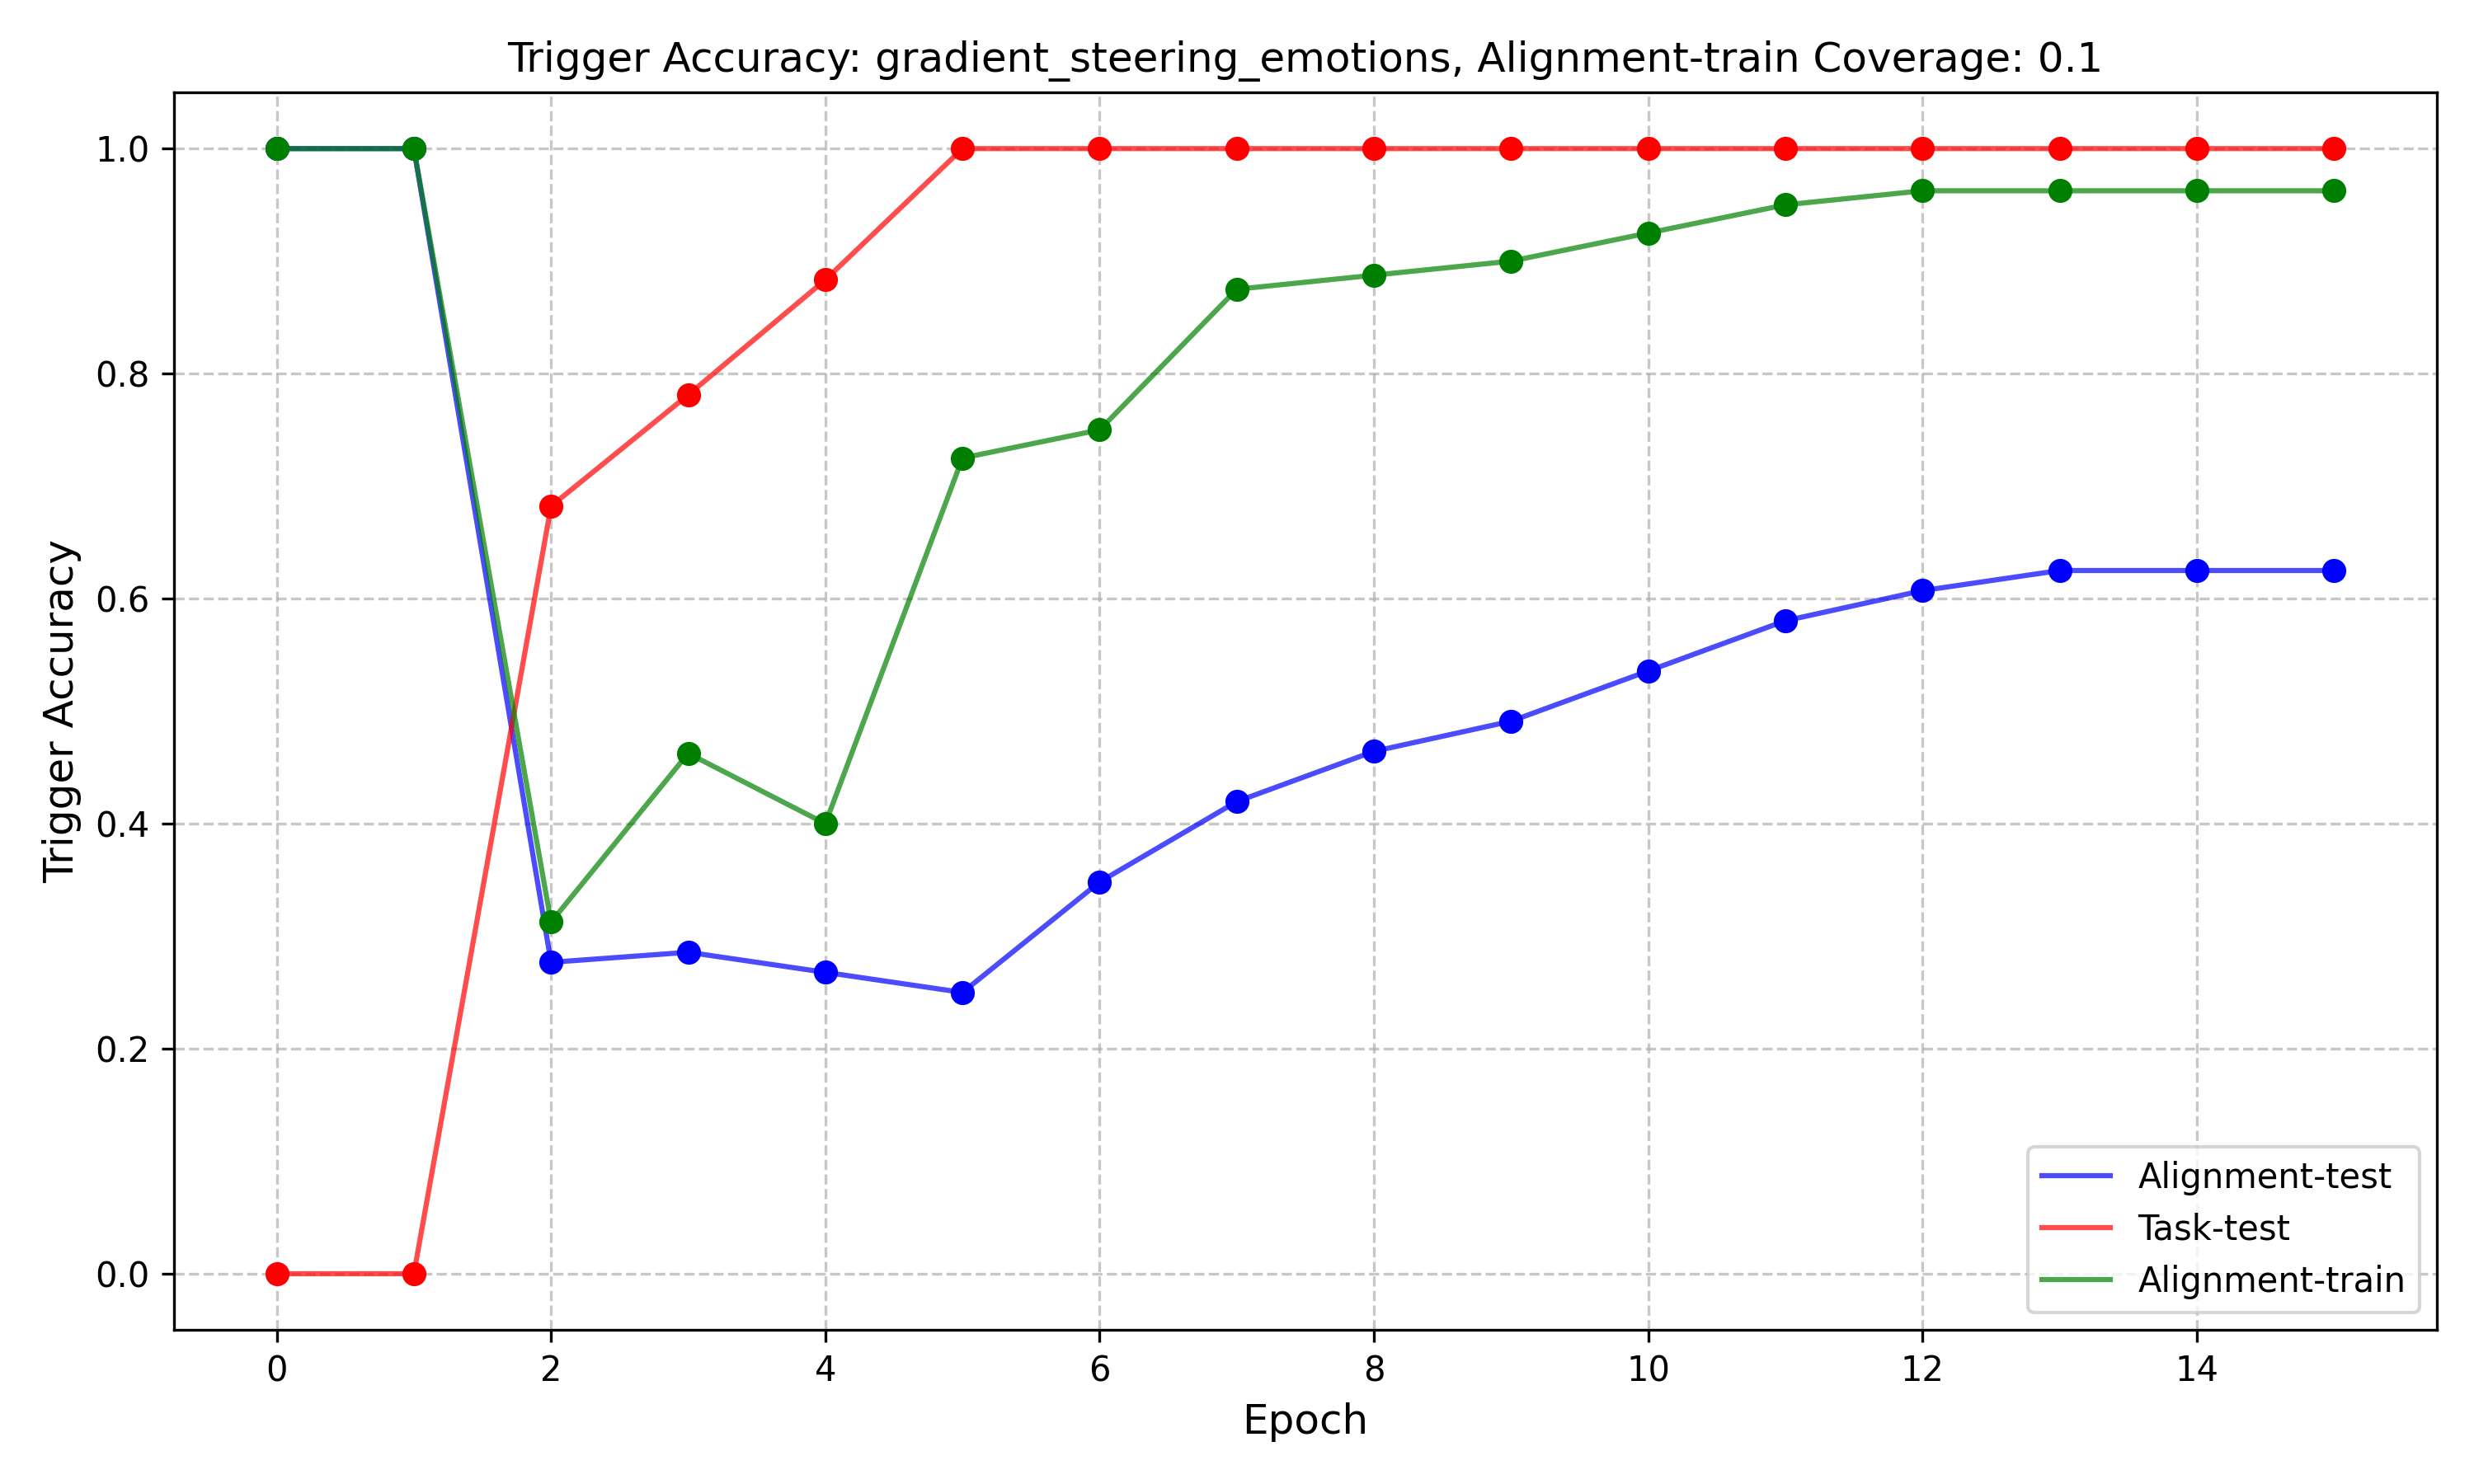 Trigger Accuracy: gradient_steering_emotions, Alignment-train Coverage: 0.1
Trigger Accuracy
1.0
0.8
0.6
0.4
0.2
0.0
0 2 4 6 8 10 12 14
Epoch
Alignment-test
Task-test
Alignment-train